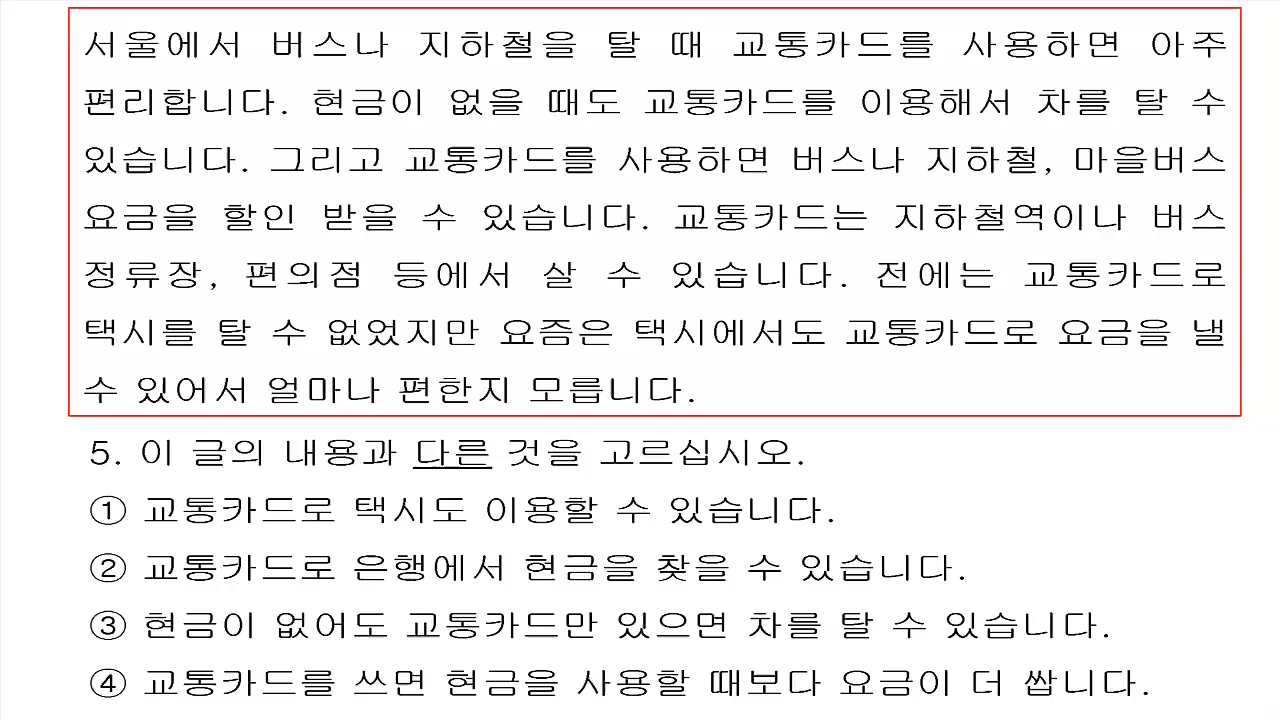 서울에서 버스나 지하철을 탈 때 교통카드를 사용하면 아주
편리합니다. 현금이 없을 때도 교통카드를 이용해서 차를 탈 수
있습니다. 그리고 교통카드를 사용하면 버스나 지하철, 마을버스
요금을 할인 받을 수 있습니다. 교통카드는 지하철역이나 버스
정류장, 편의점 등에서 살 수 있습니다. 전에는 교통카드로
택시를 탈 수 없었지만 요즘은 택시에서도 교통카드로 요금을 낼
수 있어서 얼마나 편한지 모릅니다.
5. 이 글의 내용과 다른 것을 고르십시오.
① 교통카드로 택시도 이용할 수 있습니다.
② 교통카드로 은행에서 현금을 찾을 수 있습니다.
③ 현금이 없어도 교통카드만 있으면 차를 탈 수 있습니다.
④ 교통카드를 쓰면 현금을 사용할 때보다 요금이 더 쌉니다.